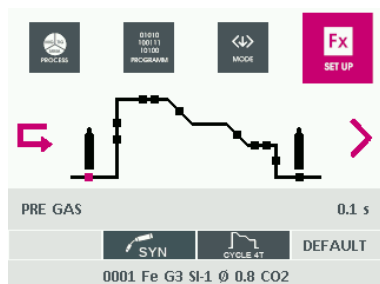 PROCESS
01010
100111
10100
PROGRAMM
MODE
Fx
SET UP
PRE GAS 0.1 s
SYN
CYCLE 4T
DEFAULT
0001 Fe G3 SI-1 Ø 0.8 CO2